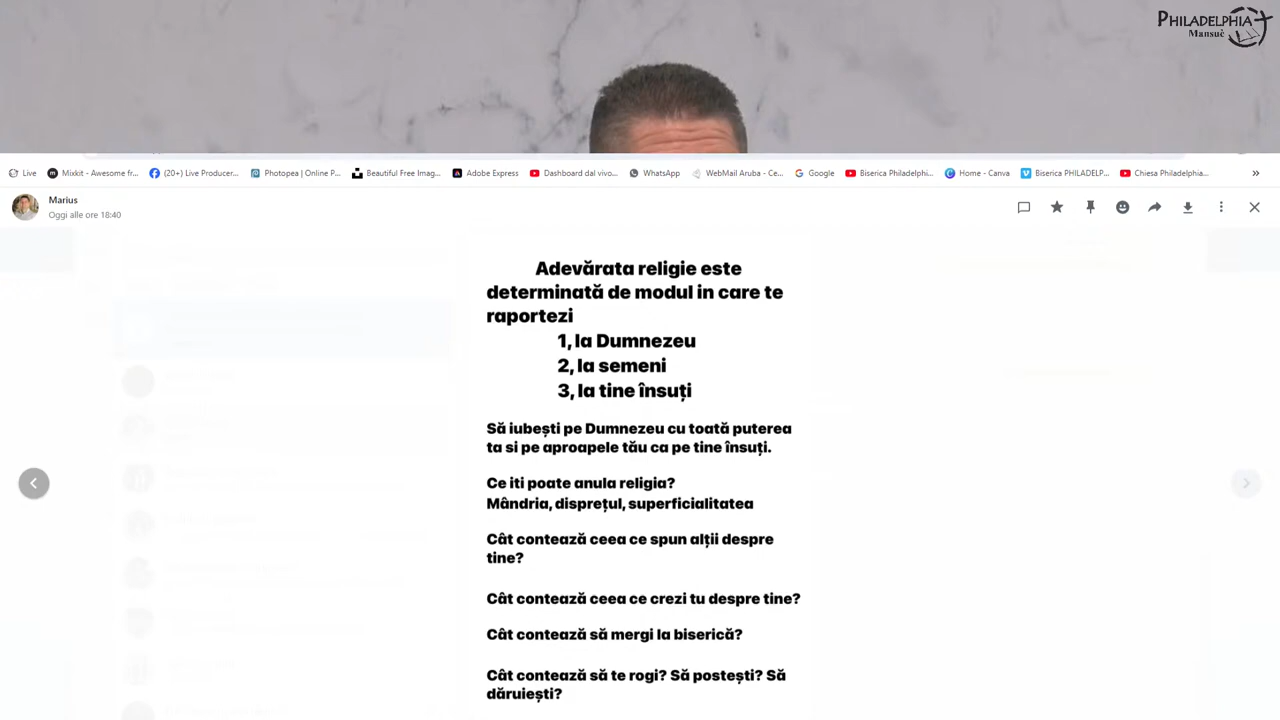 PHILADELPHIA
Mansuè
Live
Mixkit - Awesome fr...
(20+) Live Producer...
Photopea | Online P...
Beautiful Free Imag...
Adobe Express
Dashboard dal vivo...
WhatsApp
WebMail Aruba - Ce...
Google
Biserica Philadelphi...
Home - Canva
Biserica PHILADELP...
Chiesa Philadelphia...
»
Marius
Oggi alle ore 18:40
Adevărata religie este
determinată de modul in care te
raportezi
1, la Dumnezeu
2, la semeni
3, la tine însuți
Să iubești pe Dumnezeu cu toată puterea
ta si pe aproapele tău ca pe tine însuți.
Ce iti poate anula religia?
Mândria, disprețul, superficialitatea
Cât contează ceea ce spun alții despre
tine?
Cât contează ceea ce crezi tu despre tine?
Cât contează să mergi la biserică?
Cât contează să te rogi? Să postești? Să
dăruiești?